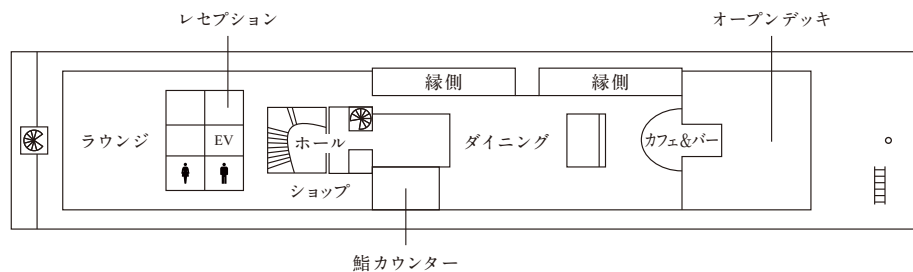 レセプション
オープンデッキ
縁側
縁側
ラウンジ
EV
ホール
ダイニング
カフェ&バー
ショップ
鮨カウンター